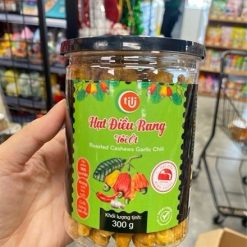 Hạt Điều Rang
Tỏi Ớt
Roasted Cashews Garlic Chili
Khối lượng tịnh:
300 g